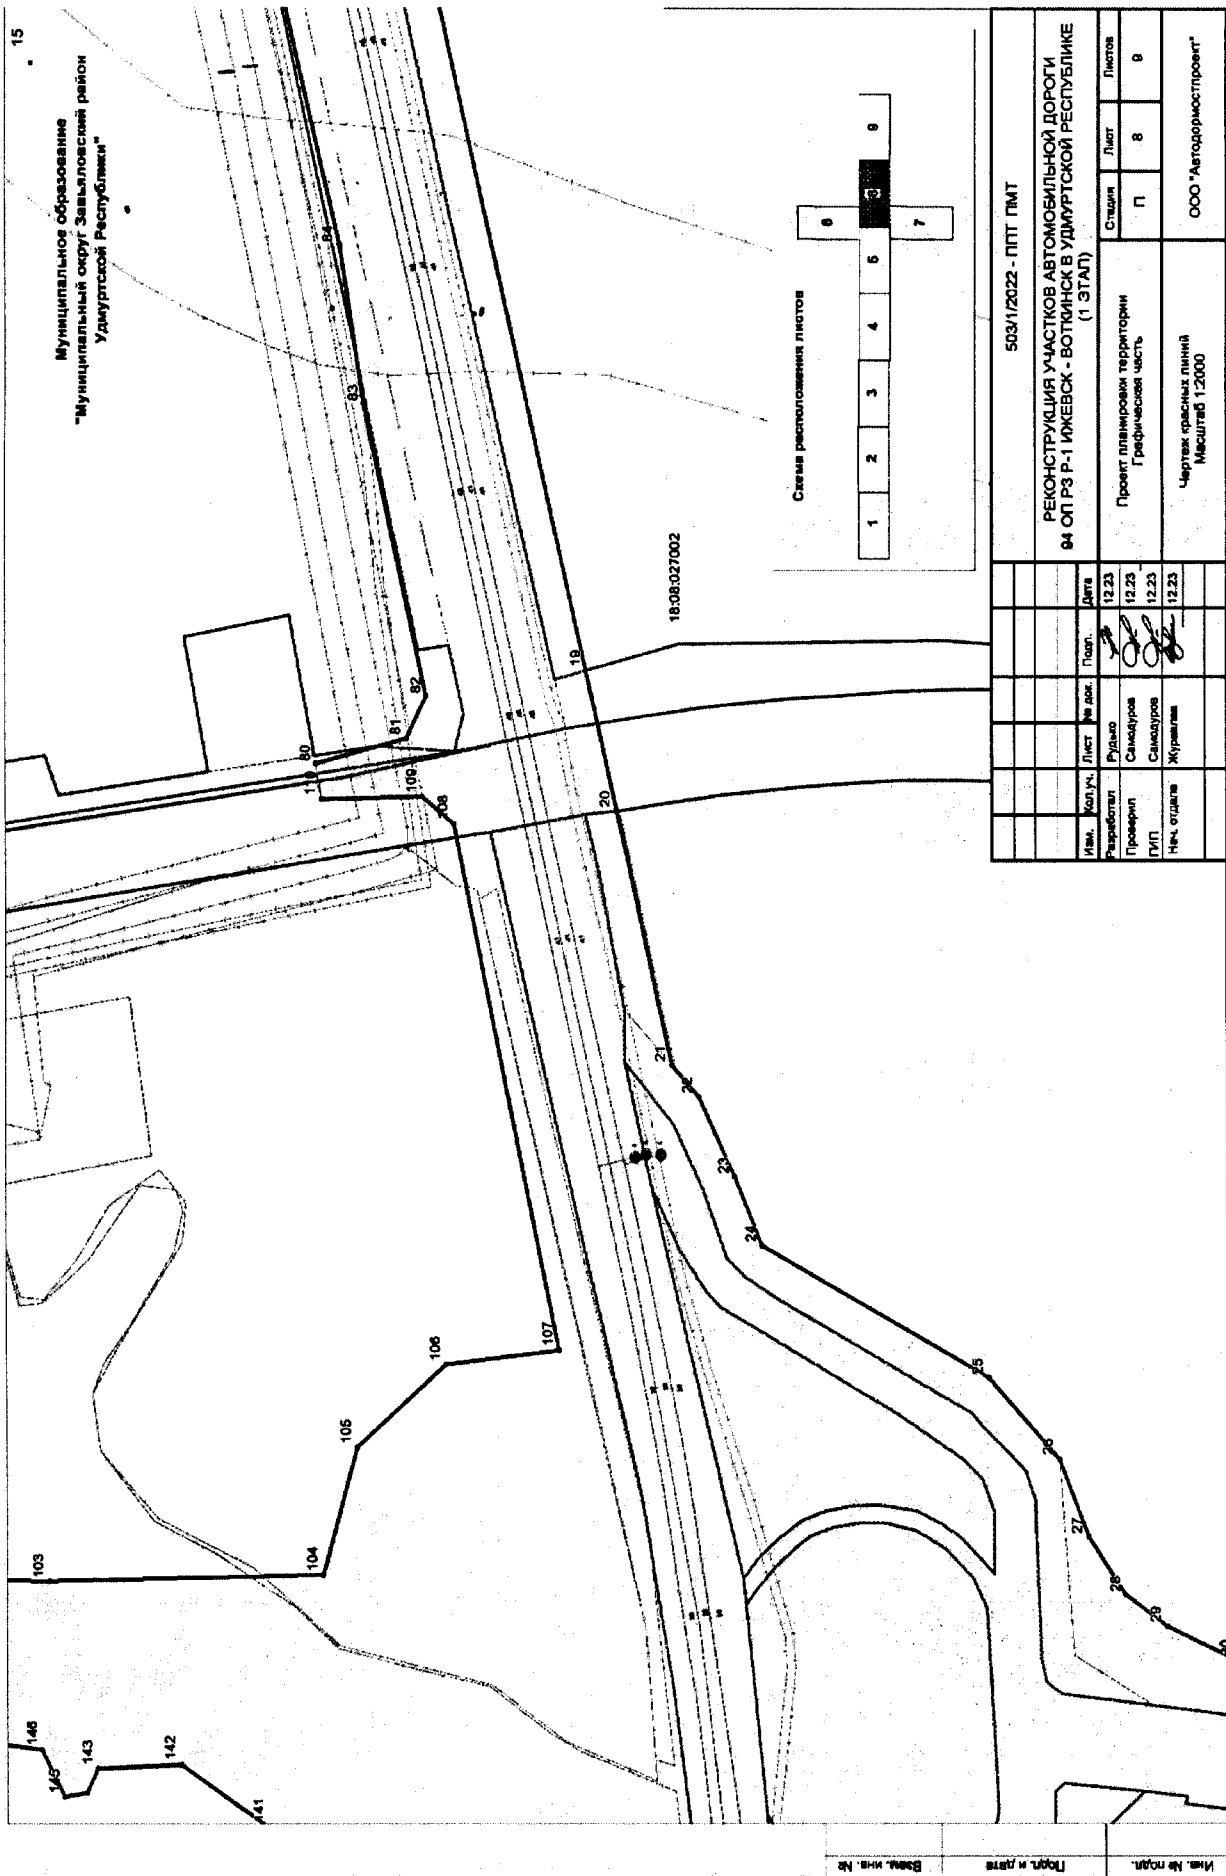 15
Муниципальное образование
"Муниципальный округ Завьяловский район
Удмуртской Республики"
146
145
143
142
141
103
104
105
106
107
108
109
110
80
81
82
83
84
19
20
21
22
23
24
25
26
27
28
29
30
18:08:027002
Схема расположения листов
6
1 2 3 4 5 8 9
7
503/1/2022 - ППТ ПМТ
РЕКОНСТРУКЦИЯ УЧАСТКОВ АВТОМОБИЛЬНОЙ ДОРОГИ
94 ОП РЗ Р-1 ИЖЕВСК - ВОТКИНСК В УДМУРТСКОЙ РЕСПУБЛИКЕ
(1 ЭТАП)
Изм. Кол.уч. Лист № док. Подп. Дата
Разработал Рудько 12.23
Проверил Самодуров 12.23
ГИП Самодуров 12.23
Нач. отдела Журавлев 12.23
Проект планировки территории
Графическая часть
Стадия Лист Листов
П 8 9
Чертеж красных линий
Масштаб 1:2000
ООО "Автодормостпроект"
Взам. инв. №
Подп. и дата
Инв. № подл.